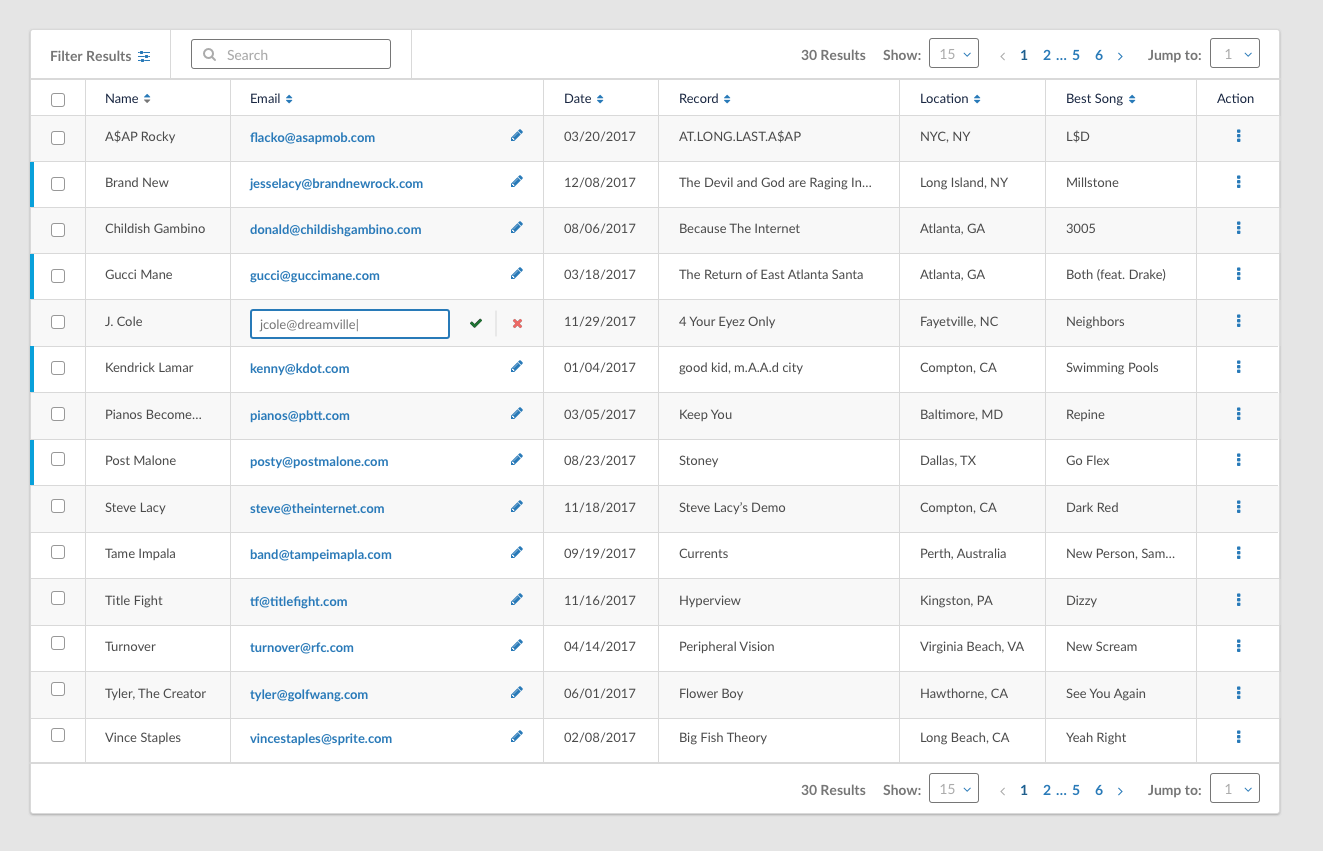 Filter Results Search 30 Results Show: 15 ‹ 1 2 ... 5 6 › Jump to: 1
Name Email Date Record Location Best Song Action
A$AP Rocky flacko@asapmob.com 03/20/2017 AT.LONG.LAST.A$AP NYC, NY L$D
Brand New jesselacy@brandnewrock.com 12/08/2017 The Devil and God are Raging In... Long Island, NY Millstone
Childish Gambino donald@childishgambino.com 08/06/2017 Because The Internet Atlanta, GA 3005
Gucci Mane gucci@guccimane.com 03/18/2017 The Return of East Atlanta Santa Atlanta, GA Both (feat. Drake)
J. Cole jcole@dreamville 11/29/2017 4 Your Eyez Only Fayetville, NC Neighbors
Kendrick Lamar kenny@kdot.com 01/04/2017 good kid, m.A.A.d city Compton, CA Swimming Pools
Pianos Become... pianos@pbtt.com 03/05/2017 Keep You Baltimore, MD Repine
Post Malone posty@postmalone.com 08/23/2017 Stoney Dallas, TX Go Flex
Steve Lacy steve@theinternet.com 11/18/2017 Steve Lacy’s Demo Compton, CA Dark Red
Tame Impala band@tampeimapla.com 09/19/2017 Currents Perth, Australia New Person, Sam...
Title Fight tf@titlefight.com 11/16/2017 Hyperview Kingston, PA Dizzy
Turnover turnover@rfc.com 04/14/2017 Peripheral Vision Virginia Beach, VA New Scream
Tyler, The Creator tyler@golfwang.com 06/01/2017 Flower Boy Hawthorne, CA See You Again
Vince Staples vincestaples@sprite.com 02/08/2017 Big Fish Theory Long Beach, CA Yeah Right
30 Results Show: 15 ‹ 1 2 ... 5 6 › Jump to: 1